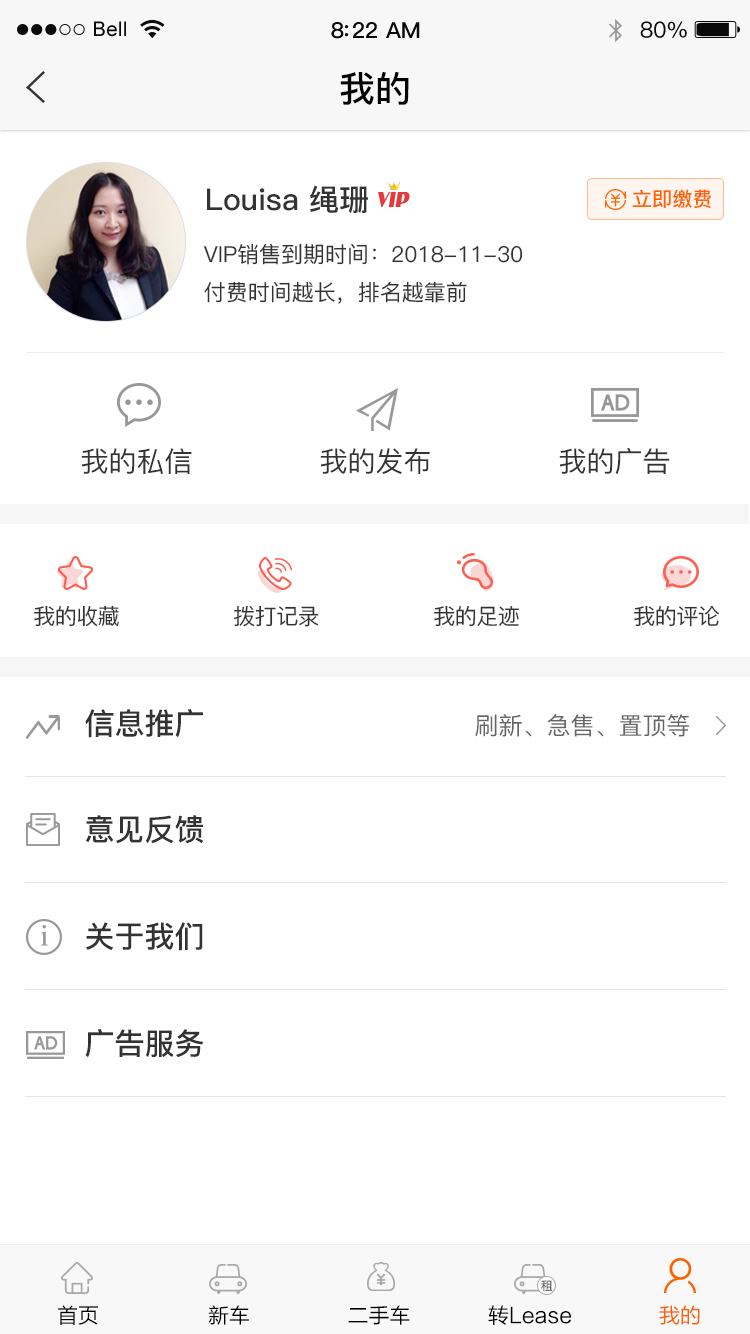 Bell
8:22 AM
80%
我的
Louisa 绳珊 VIP
¥ 立即缴费
VIP销售到期时间：2018-11-30
付费时间越长，排名越靠前
AD
我的私信
我的发布
我的广告
我的收藏
拨打记录
我的足迹
我的评论
信息推广
刷新、急售、置顶等
意见反馈
i 关于我们
AD 广告服务
¥
租
首页
新车
二手车
转Lease
我的